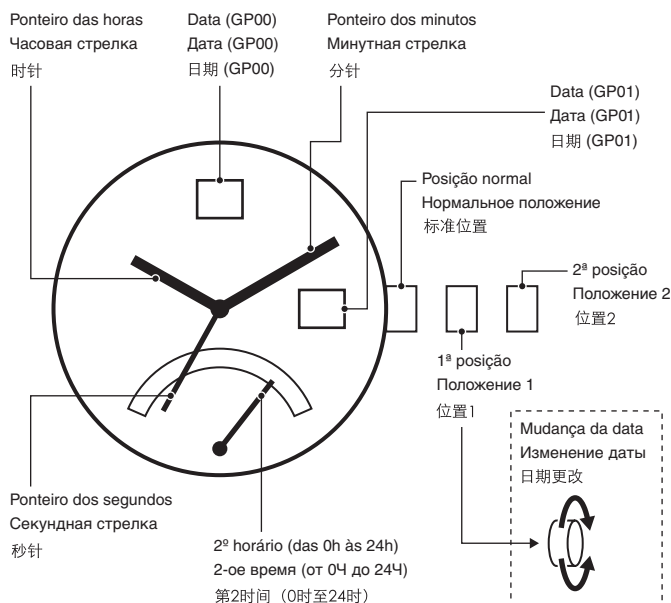 Ponteiro das horas
Часовая стрелка
时针
Data (GP00)
Дата (GP00)
日期 (GP00)
Ponteiro dos minutos
Минутная стрелка
分针
Data (GP01)
Дата (GP01)
日期 (GP01)
Posição normal
Нормальное положение
标准位置
2ª posição
Положение 2
位置2
1ª posição
Положение 1
位置1
Mudança da data
Изменение даты
日期更改
Ponteiro dos segundos
Секундная стрелка
秒针
2º horário (das 0h às 24h)
2-ое время (от 0Ч до 24Ч)
第2时间（0时至24时）